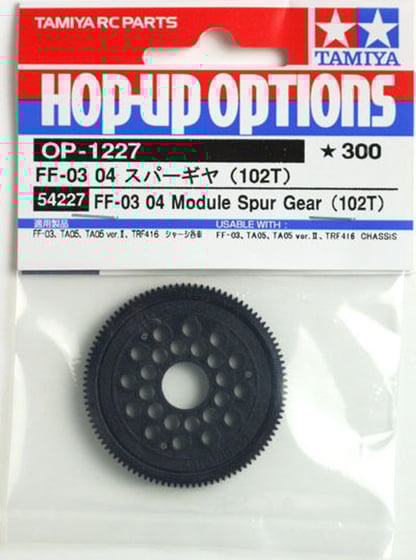 TAMIYA RC PARTS
TAMIYA
HOP-UP OPTIONS
OP-1227
★300
FF-03 04 スパーギヤ（102T）
54227 FF-03 04 Module Spur Gear (102T)
適用製品
FF-03、TA05、TA05 ver.Ⅱ、TRF416 シャーシ各車
USABLE WITH :
FF-03、TA05、TA05 ver.Ⅱ、TRF416 CHASSIS